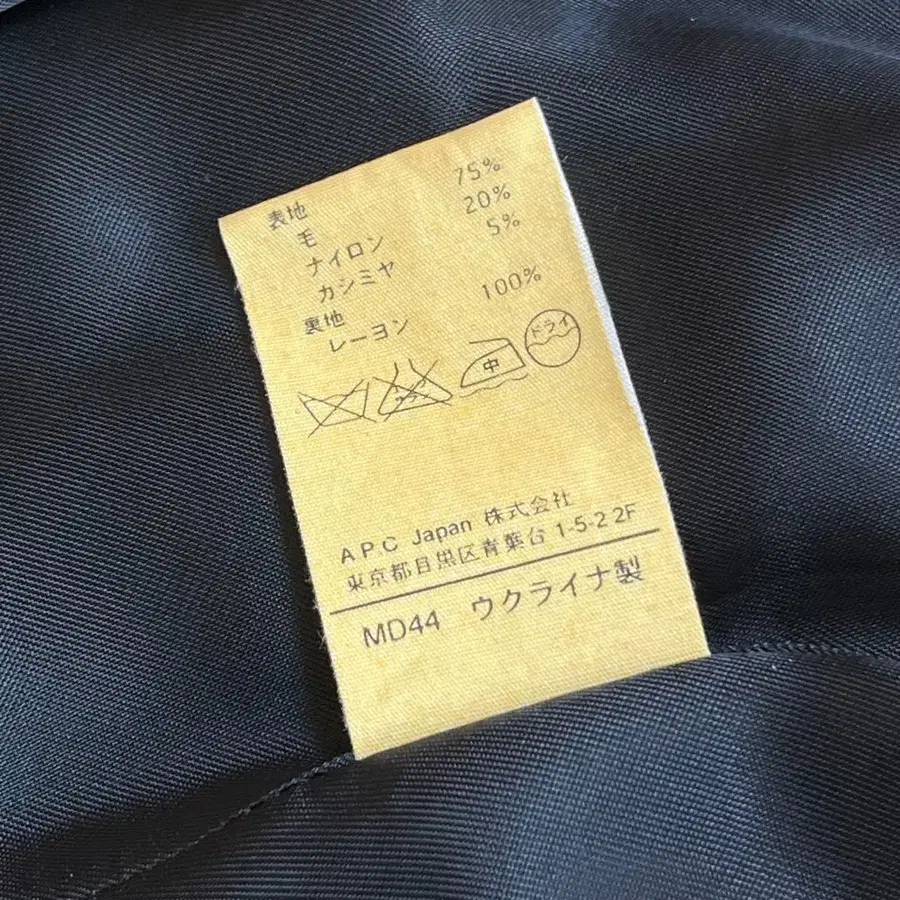 表地
毛 75%
ナイロン 20%
カシミヤ 5%
裏地
レーヨン 100%
中
ドライ
A.P.C Japan 株式会社
東京都目黒区青葉台 1-5-2 2F
MD44 ウクライナ製